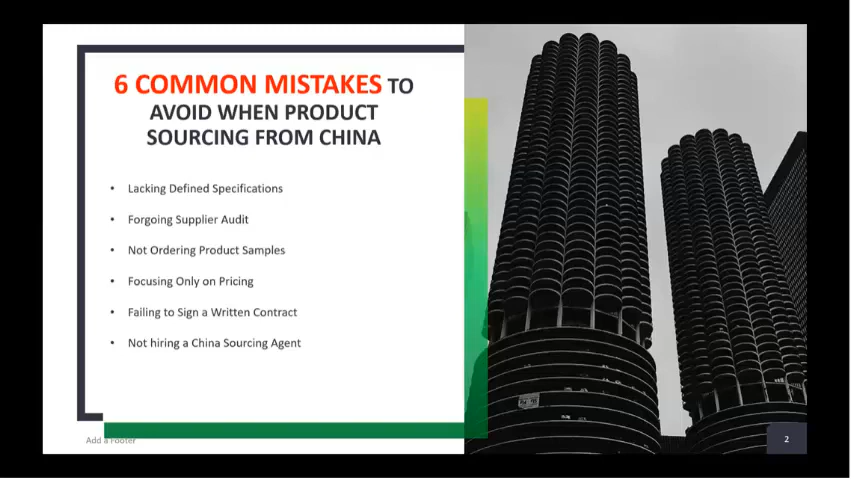 6 COMMON MISTAKES TO
AVOID WHEN PRODUCT
SOURCING FROM CHINA
• Lacking Defined Specifications
• Forgoing Supplier Audit
• Not Ordering Product Samples
• Focusing Only on Pricing
• Failing to Sign a Written Contract
• Not hiring a China Sourcing Agent
Add a Footer
2